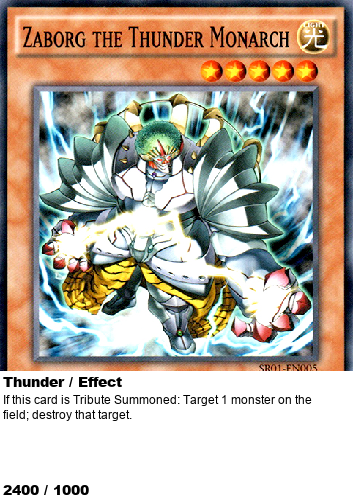 ZABORG THE THUNDER MONARCH
LIGHT
光
SR01-EN005
Thunder / Effect
If this card is Tribute Summoned: Target 1 monster on the
field; destroy that target.
2400 / 1000